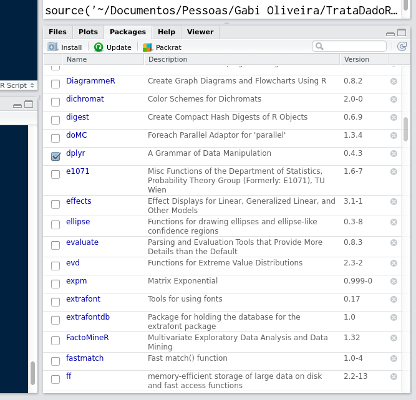 source('~/Documentos/Pessoas/Gabi Oliveira/TrataDadoR…
Files Plots Packages Help Viewer
Install Update Packrat
R Script
Name Description Version
DiagrammeR Create Graph Diagrams and Flowcharts Using R 0.8.2
dichromat Color Schemes for Dichromats 2.0-0
digest Create Compact Hash Digests of R Objects 0.6.9
doMC Foreach Parallel Adaptor for 'parallel' 1.3.4
dplyr A Grammar of Data Manipulation 0.4.3
e1071 Misc Functions of the Department of Statistics, 1.6-7
Probability Theory Group (Formerly: E1071), TU
Wien
effects Effect Displays for Linear, Generalized Linear, and 3.1-1
Other Models
ellipse Functions for drawing ellipses and ellipse-like 0.3-8
confidence regions
evaluate Parsing and Evaluation Tools that Provide More 0.8.3
Details than the Default
evd Functions for Extreme Value Distributions 2.3-2
expm Matrix Exponential 0.999-0
extrafont Tools for using fonts 0.17
extrafontdb Package for holding the database for the 1.0
extrafont package
FactoMineR Multivariate Exploratory Data Analysis and Data 1.32
Mining
fastmatch Fast match() function 1.0-4
ff memory-efficient storage of large data on disk 2.2-13
and fast access functions